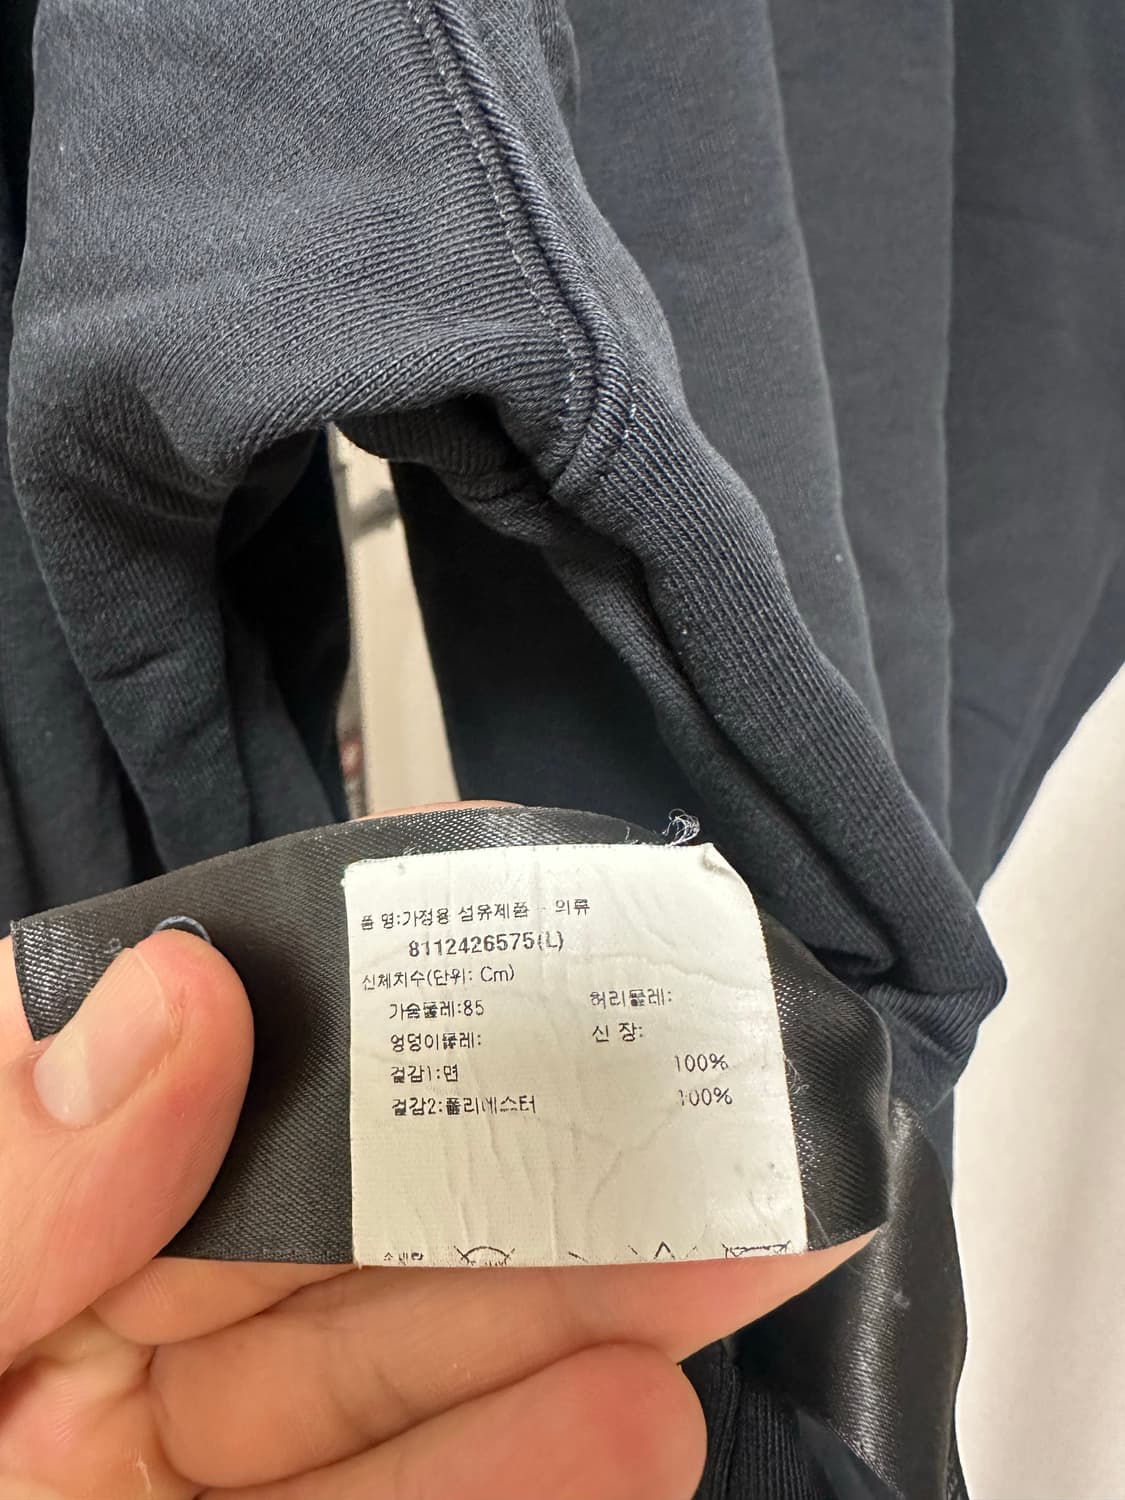 품 명:가정용 섬유제품 - 의류
8112426575(L)
신체치수(단위: Cm)
가슴둘레:85 허리둘레:
엉덩이둘레: 신 장:
겉감1:면 100%
겉감2:폴리에스터 100%